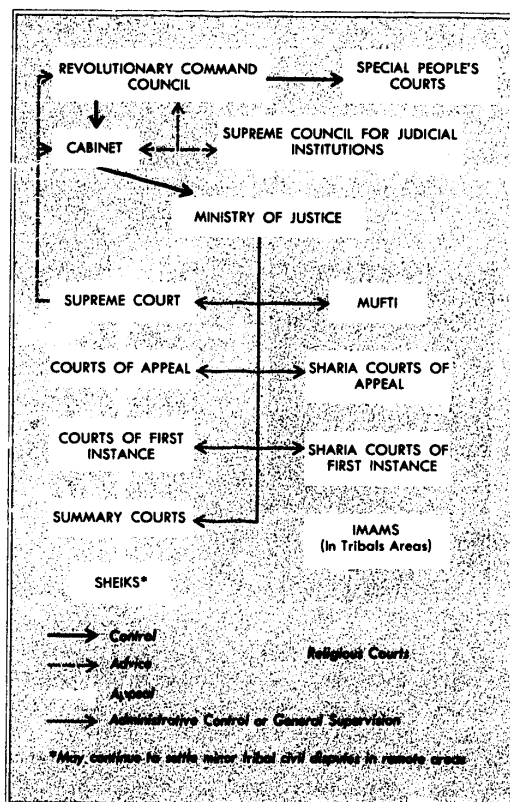 REVOLUTIONARY COMMAND
COUNCIL
SPECIAL PEOPLE'S
COURTS
CABINET
SUPREME COUNCIL FOR JUDICIAL
INSTITUTIONS
MINISTRY OF JUSTICE
SUPREME COURT
MUFTI
COURTS OF APPEAL
SHARIA COURTS OF
APPEAL
COURTS OF FIRST
INSTANCE
SHARIA COURTS OF
FIRST INSTANCE
SUMMARY COURTS
IMAMS
(In Tribals Areas)
SHEIKS*
Control
Advice
Religious Courts
Appeal
Administrative Control or General Supervision
*May continue to settle minor tribal civil disputes in remote areas